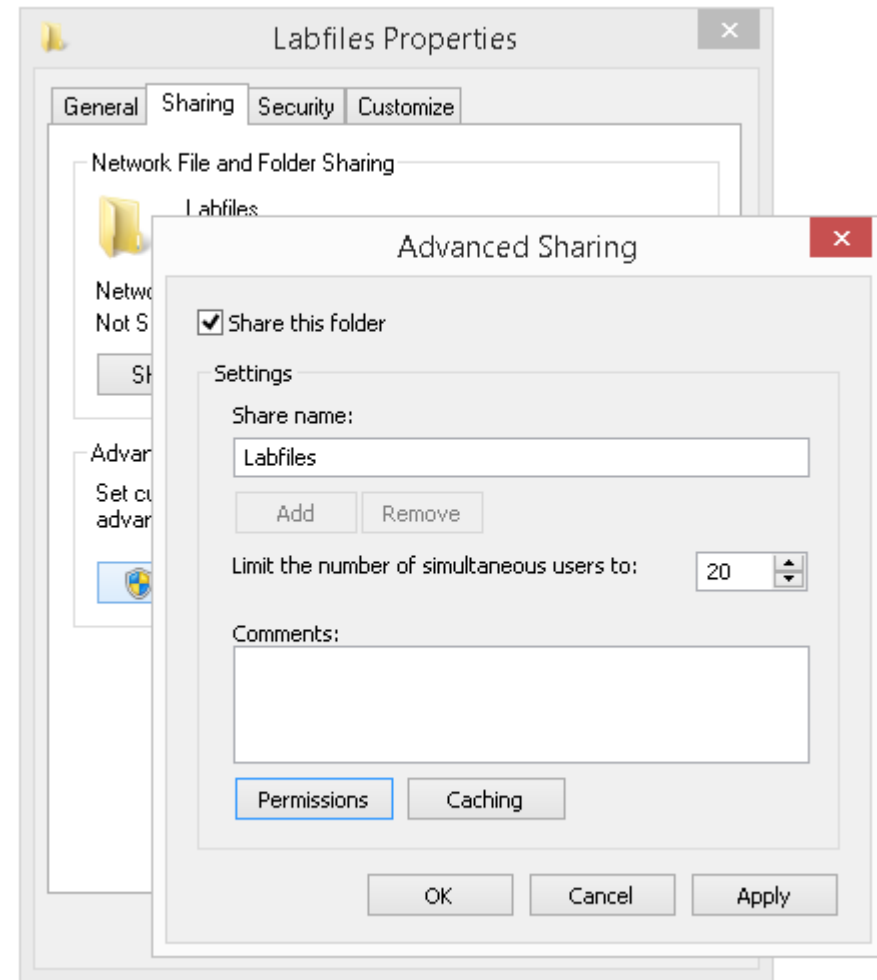 Labfiles Properties
General Sharing Security Customize
Network File and Folder Sharing
Labfiles
Advanced Sharing
Share this folder
Settings
Share name:
Labfiles
Add Remove
Limit the number of simultaneous users to: 20
Comments:
Permissions Caching
OK Cancel Apply
Not S